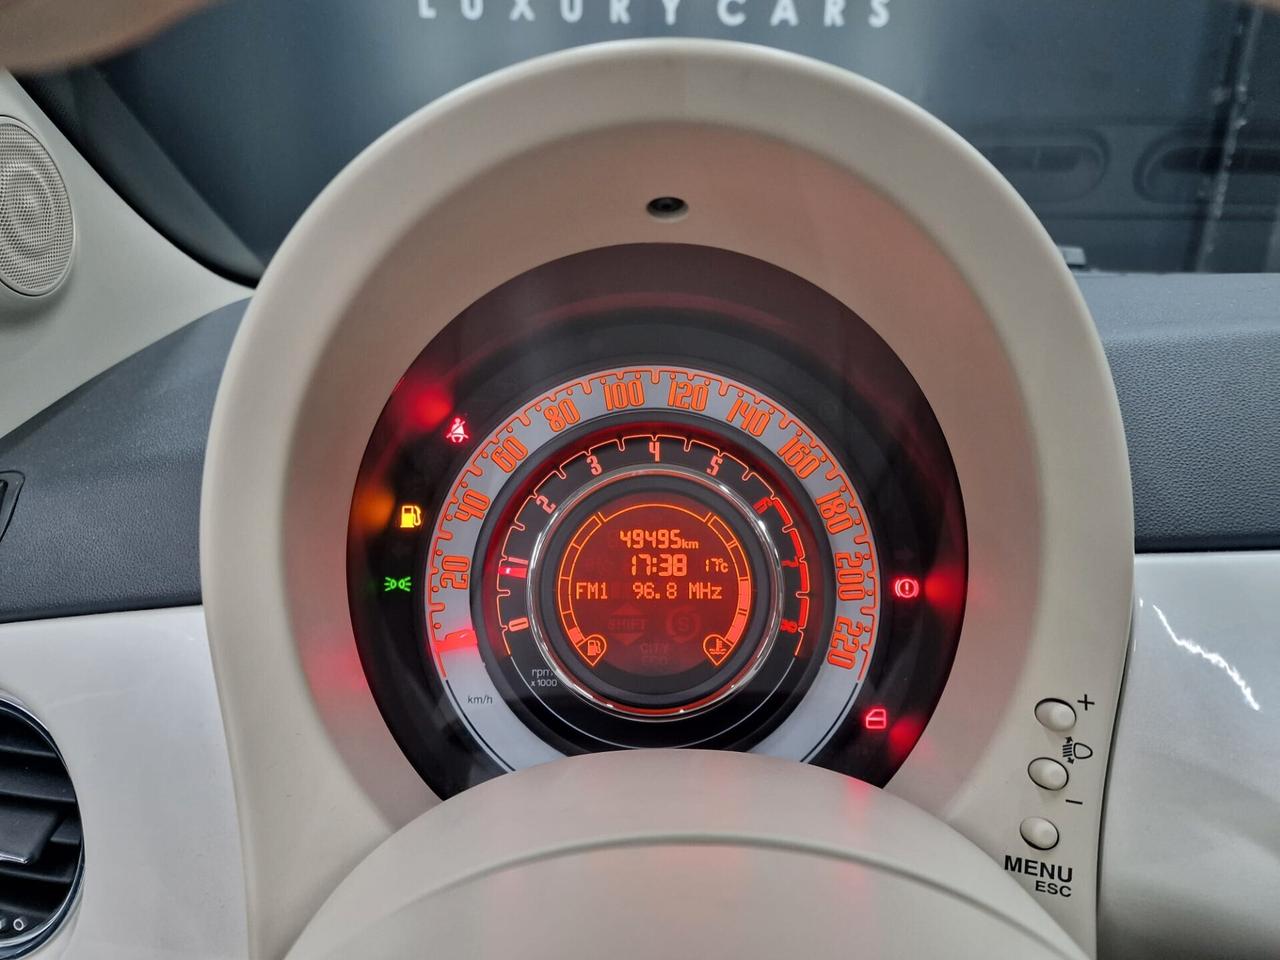 LUXURY CARS
100 120
80 140
60 160
40 180
20 200
220
4
3 5
2 6
1 7
0 8
49495km
17:38 17°c
FM1 96.8 MHz
SHIFT S
CITY
ECO
rpm
x1000
km/h
+
−
MENU
ESC
0